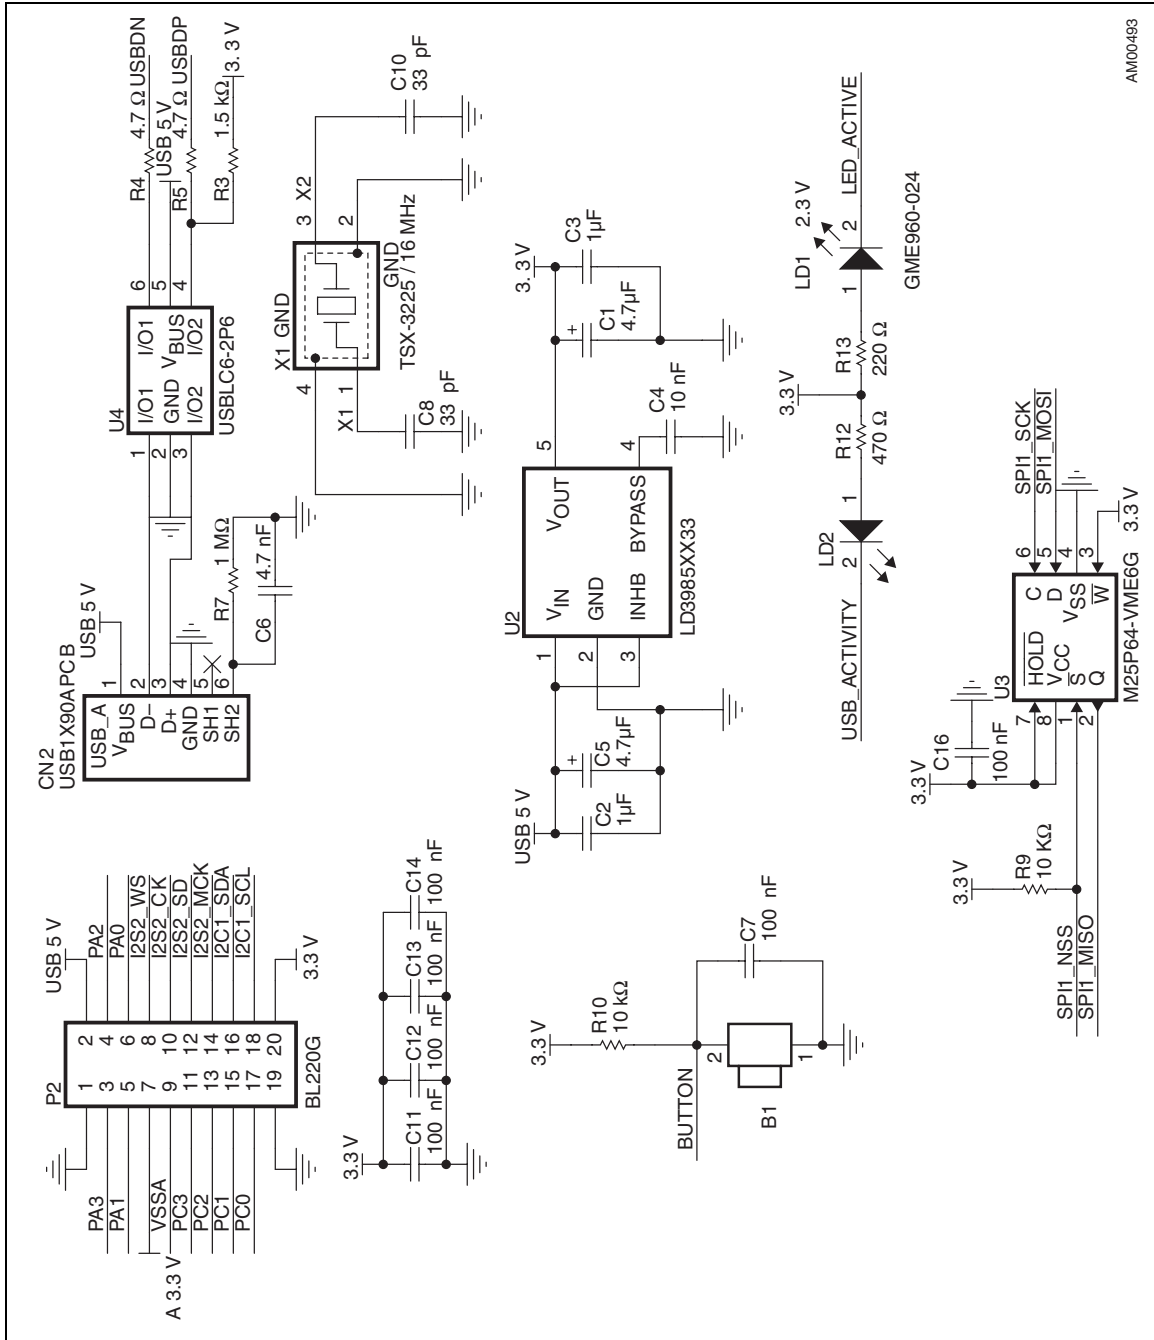 CN2
USB1X90APCB
USB_A
VBUS
D−
D+
GND
SH1
SH2
1
2
3
4
5
6
USB 5 V
R7
1 MΩ
C6
4.7 nF
U4
I/O1
GND
I/O2
I/O1
VBUS
I/O2
USBLC6-2P6
1
2
3
6
5
4
R4
4.7 Ω USBDN
USB 5 V
R5
4.7 Ω USBDP
R3
1.5 kΩ
3. 3 V
X1 GND
GND
TSX-3225 / 16 MHz
4
1
X1
3
X2
2
C8
33 pF
C10
33 pF
P2
1 2
3 4
5 6
7 8
9 10
11 12
13 14
15 16
17 18
19 20
BL220G
USB 5 V
PA2
PA0
I2S2_WS
I2S2_CK
I2S2_SD
I2S2_MCK
I2C1_SDA
I2C1_SCL
3.3 V
PA3
PA1
VSSA
A 3.3 V
PC3
PC2
PC1
PC0
3.3 V
C11
100 nF
C12
100 nF
C13
100 nF
C14
100 nF
U2
VIN
GND
INHB
VOUT
BYPASS
LD3985XX33
1
2
3
5
4
USB 5 V
C2
1µF
C5
4.7µF
+
3. 3 V
C3
1µF
C1
4.7µF
+
C4
10 nF
3.3 V
R10
10 kΩ
BUTTON
2
1
B1
C7
100 nF
USB_ACTIVITY
LD2
2
1
R12
470 Ω
3.3 V
R13
220 Ω
LD1
2.3 V
1
2
LED_ACTIVE
GME960-024
U3
HOLD
VCC
S
Q
C
D
VSS
W
M25P64-VME6G
7
8
1
2
6
5
4
3
SPI1_SCK
SPI1_MOSI
3.3 V
C16
100 nF
3.3 V
3.3 V
R9
10 KΩ
SPI1_NSS
SPI1_MISO
AM00493